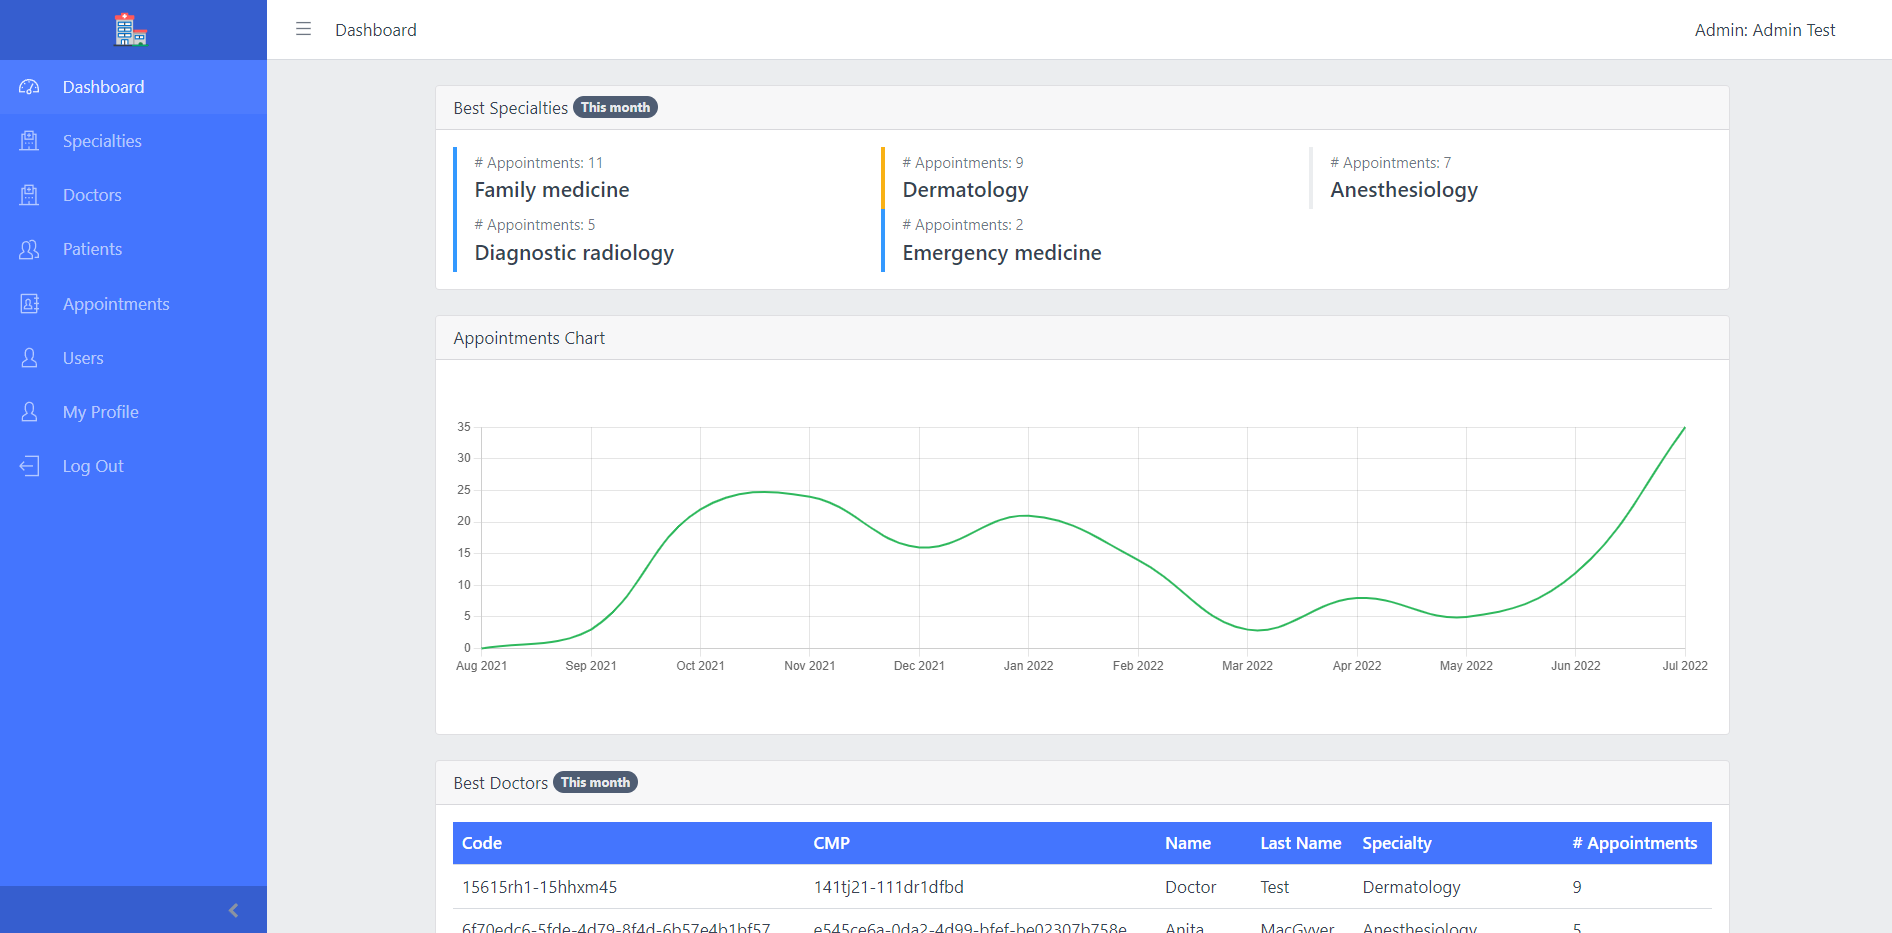 Dashboard
Admin: Admin Test
Dashboard
Specialties
Doctors
Patients
Appointments
Users
My Profile
Log Out
Best Specialties This month
# Appointments: 11
Family medicine
# Appointments: 9
Dermatology
# Appointments: 7
Anesthesiology
# Appointments: 5
Diagnostic radiology
# Appointments: 2
Emergency medicine
Appointments Chart
35
30
25
20
15
10
5
0
Aug 2021 Sep 2021 Oct 2021 Nov 2021 Dec 2021 Jan 2022 Feb 2022 Mar 2022 Apr 2022 May 2022 Jun 2022 Jul 2022
Best Doctors This month
Code CMP Name Last Name Specialty # Appointments
15615rh1-15hhxm45 141tj21-111dr1dfbd Doctor Test Dermatology 9
6f70edc6-5fde-4d79-8f4d-6b57e4b1bf57 e545ce6a-0da2-4d99-bfef-be02307b758e Anita MacGyver Anesthesiology 5